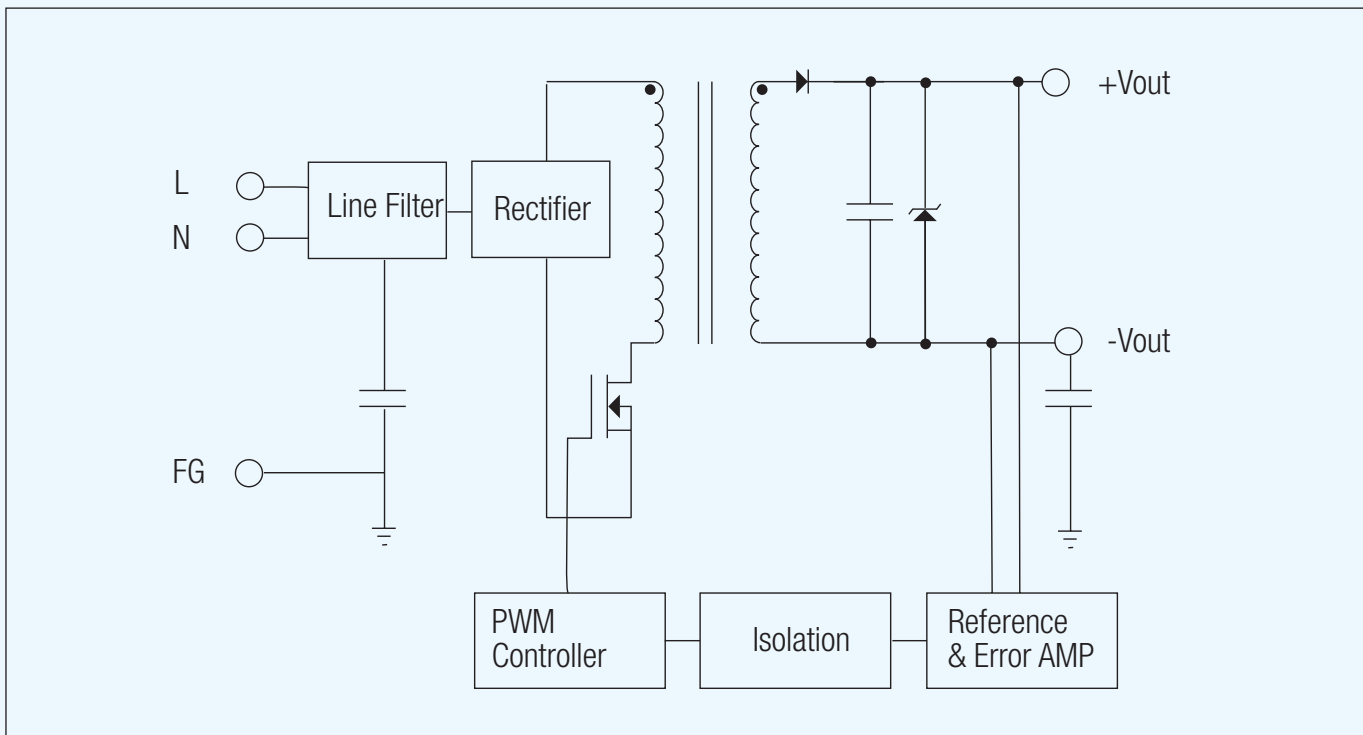 +Vout
L
Line Filter
Rectifier
N
-Vout
FG
PWM
Controller
Isolation
Reference
& Error AMP